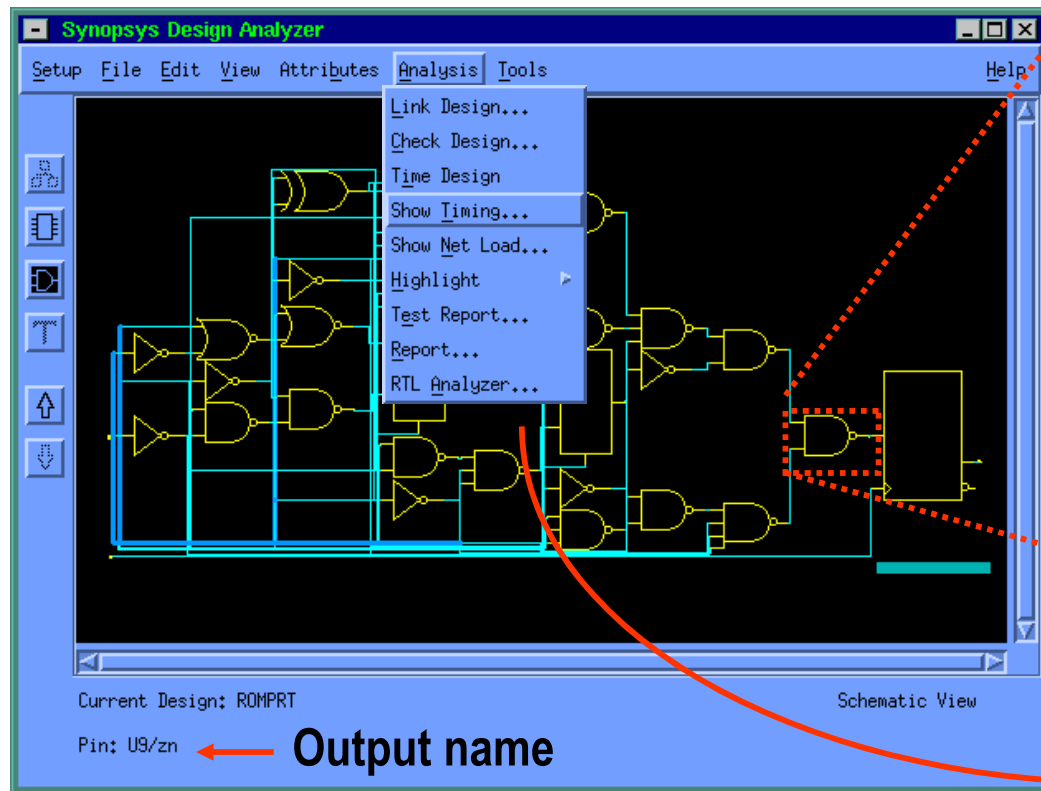 Synopsys Design Analyzer
Setup File Edit View Attributes Analysis Tools Help
Link Design...
Check Design...
Time Design
Show Timing...
Show Net Load...
Highlight
Test Report...
Report...
RTL Analyzer...
Current Design: ROMPRT Schematic View
Pin: U9/zn Output name